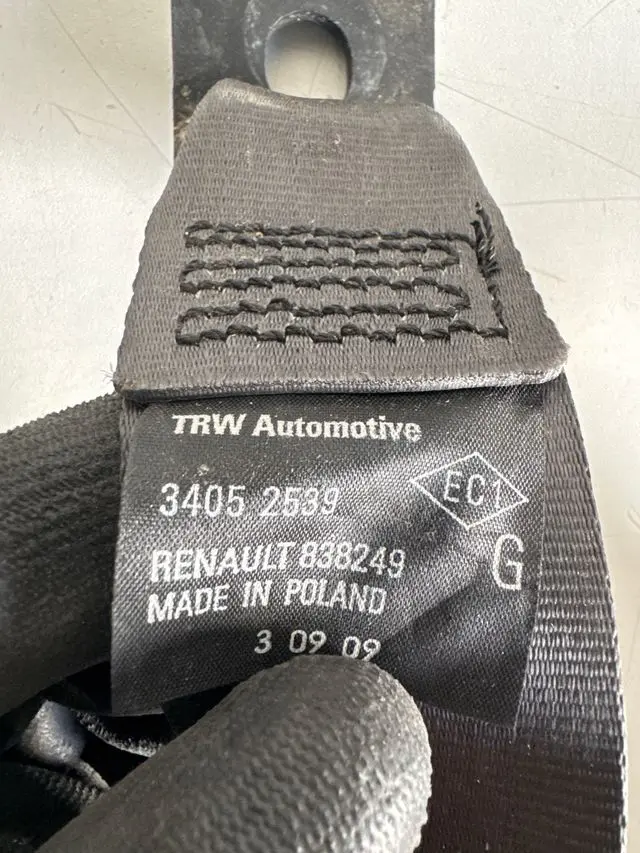 TRW Automotive
3405 2539
EC1
RENAULT 838249
G
MADE IN POLAND
3 09 09